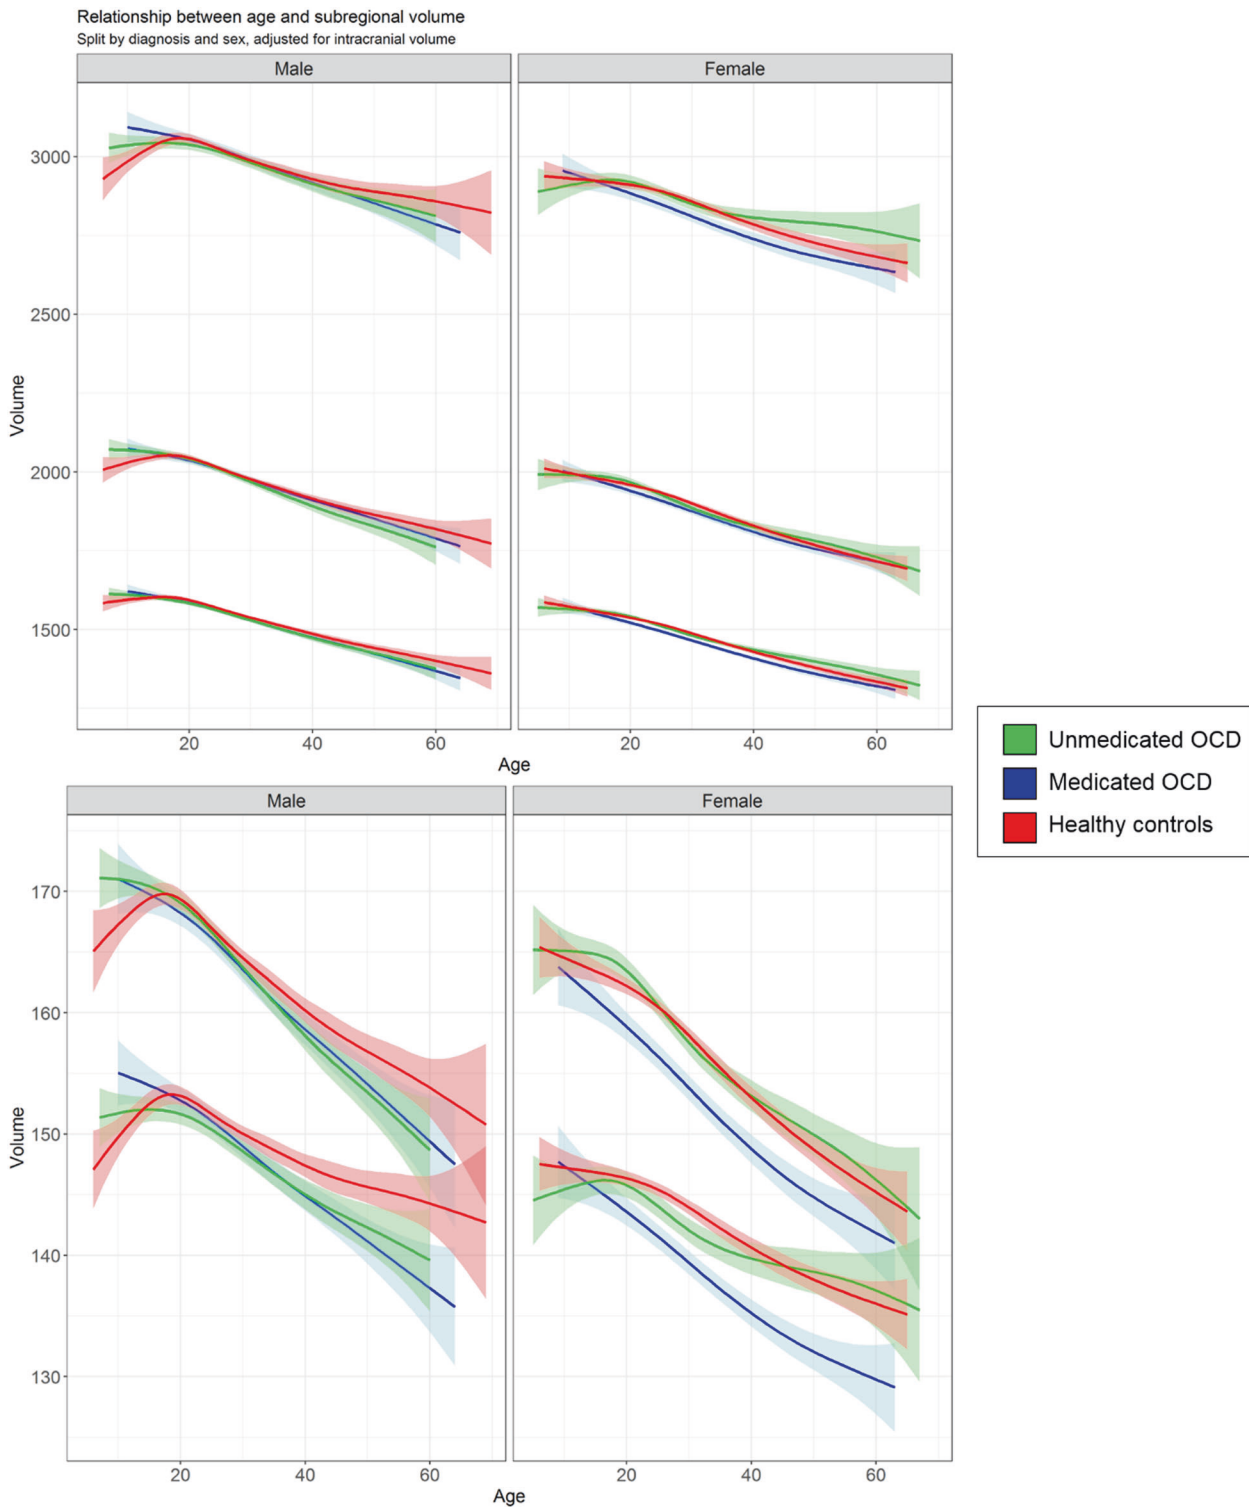 Relationship between age and subregional volume
Split by diagnosis and sex, adjusted for intracranial volume
Male Female
3000
2500
2000
1500
Volume
20 40 60 20 40 60
Age
Unmedicated OCD
Medicated OCD
Healthy controls
Male Female
170
160
150
140
130
Volume
20 40 60 20 40 60
Age